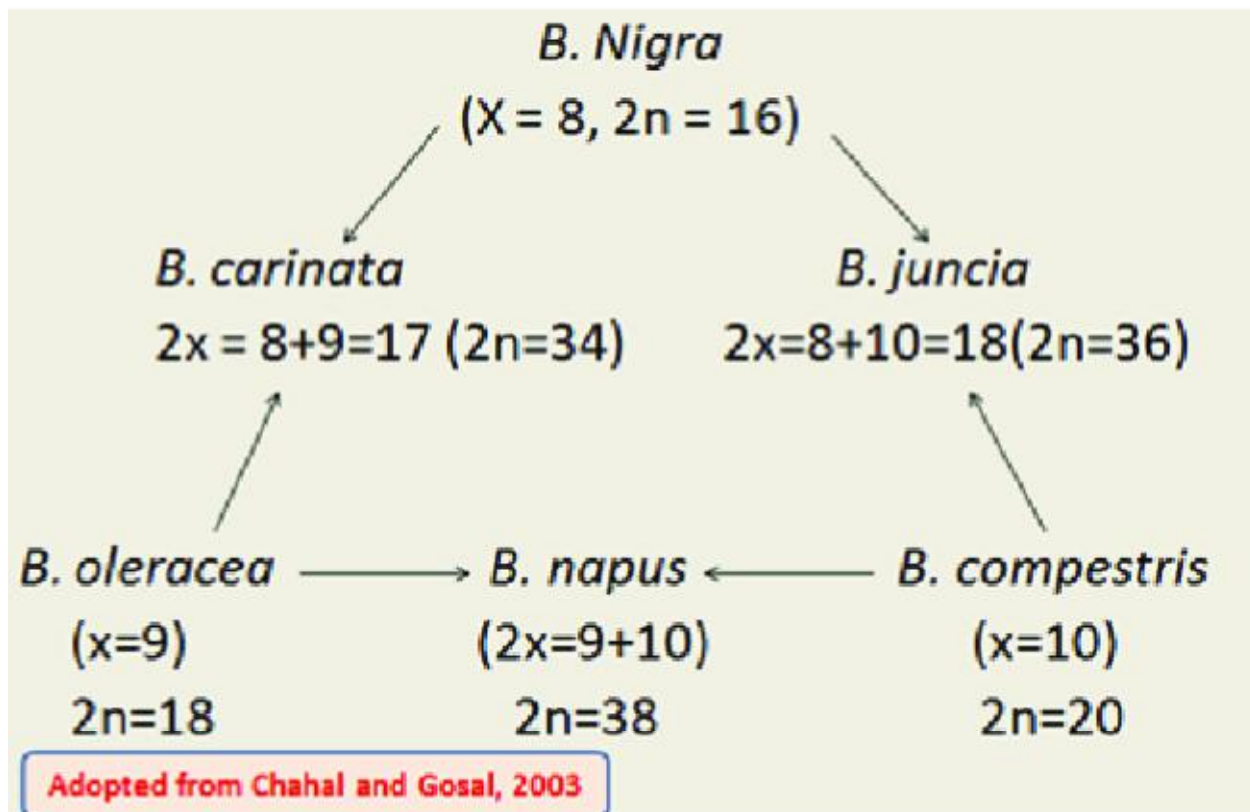 B. Nigra
(X = 8, 2n = 16)
B. carinata B. juncia
2x = 8+9=17 (2n=34) 2x=8+10=18(2n=36)
B. oleracea B. napus B. compestris
(x=9) (2x=9+10) (x=10)
2n=18 2n=38 2n=20
Adopted from Chahal and Gosal, 2003